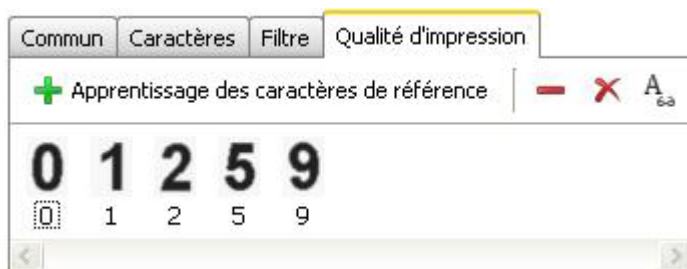 Commun Caractères Filtre Qualité d'impression
Apprentissage des caractères de référence
0 1 2 5 9
0 1 2 5 9